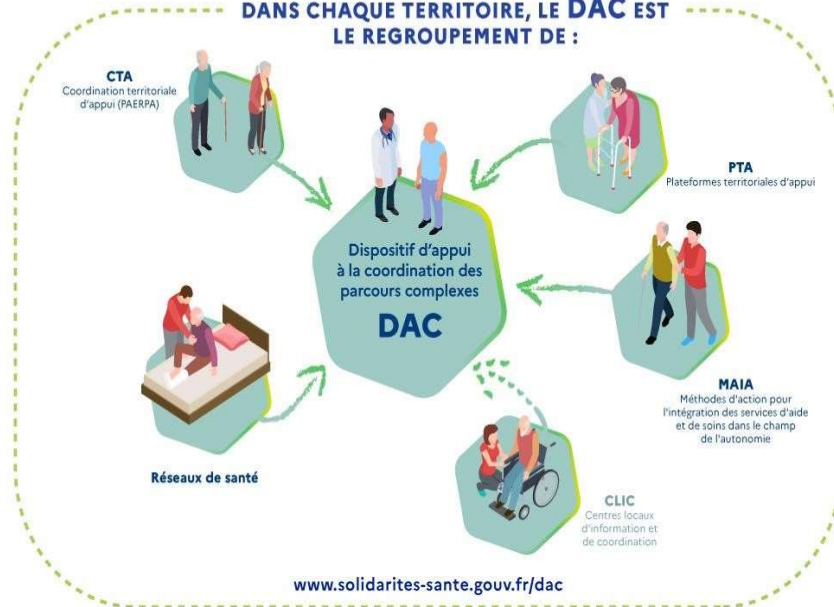 DANS CHAQUE TERRITOIRE, LE DAC EST
LE REGROUPEMENT DE :
CTA
Coordination territoriale
d'appui (PAERPA)
PTA
Plateformes territoriales d'appui
Dispositif d'appui
à la coordination des
parcours complexes
DAC
MAIA
Méthodes d'action pour
l'intégration des services d'aide
et de soins dans le champ
de l'autonomie
Réseaux de santé
CLIC
Centres locaux
d'information et
de coordination
www.solidarites-sante.gouv.fr/dac